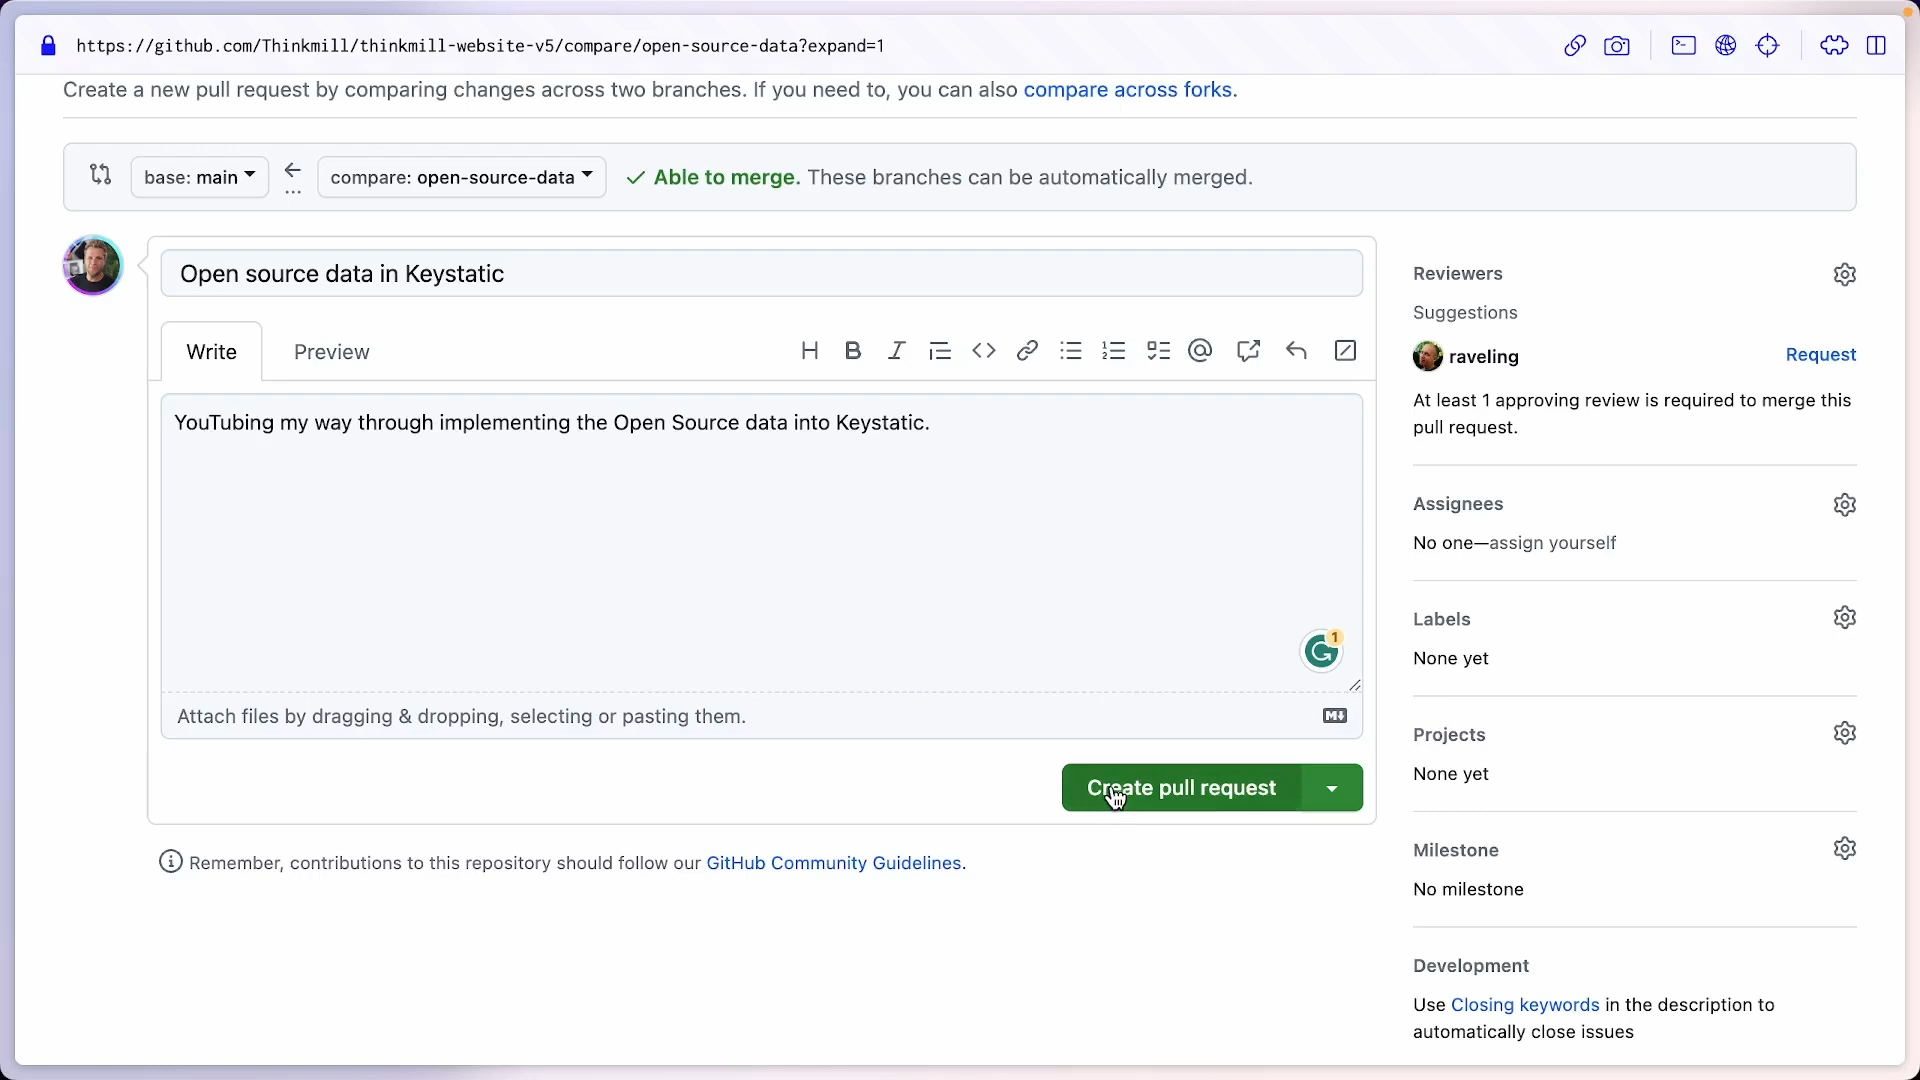 https://github.com/Thinkmill/thinkmill-website-v5/compare/open-source-data?expand=1
Create a new pull request by comparing changes across two branches. If you need to, you can also compare across forks.
base: main
compare: open-source-data
Able to merge. These branches can be automatically merged.
Open source data in Keystatic
Write
Preview
YouTubing my way through implementing the Open Source data into Keystatic.
1
Attach files by dragging & dropping, selecting or pasting them.
Create pull request
Remember, contributions to this repository should follow our GitHub Community Guidelines.
Reviewers
Suggestions
raveling
Request
At least 1 approving review is required to merge this
pull request.
Assignees
No one—assign yourself
Labels
None yet
Projects
None yet
Milestone
No milestone
Development
Use Closing keywords in the description to
automatically close issues